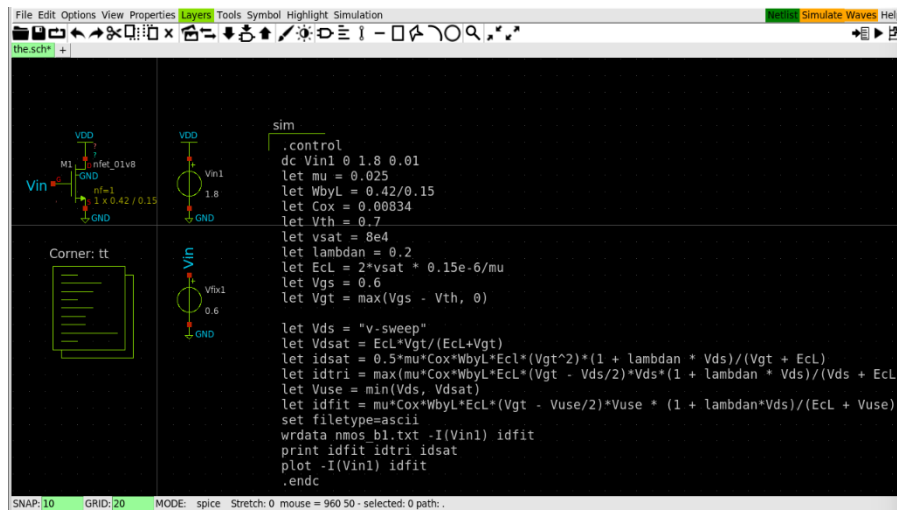 File Edit Options View Properties Layers Tools Symbol Highlight Simulation Netlist Simulate Waves Hel
the.sch* +
VDD
?
?
M1
D
nfet_01v8
GND
Vin
G
nf=1
1 x 0.42 / 0.15
S
GND
VDD
+
Vin1
1.8
GND
Corner: tt
Vin
+
Vfix1
0.6
GND
sim
.control
dc Vin1 0 1.8 0.01
let mu = 0.025
let WbyL = 0.42/0.15
let Cox = 0.00834
let Vth = 0.7
let vsat = 8e4
let lambdan = 0.2
let EcL = 2*vsat * 0.15e-6/mu
let Vgs = 0.6
let Vgt = max(Vgs - Vth, 0)
let Vds = "v-sweep"
let Vdsat = EcL*Vgt/(EcL+Vgt)
let idsat = 0.5*mu*Cox*WbyL*Ecl*(Vgt^2)*(1 + lambdan * Vds)/(Vgt + EcL)
let idtri = max(mu*Cox*WbyL*EcL*(Vgt - Vds/2)*Vds*(1 + lambdan * Vds)/(Vds + EcL
let Vuse = min(Vds, Vdsat)
let idfit = mu*Cox*WbyL*EcL*(Vgt - Vuse/2)*Vuse * (1 + lambdan*Vds)/(EcL + Vuse)
set filetype=ascii
wrdata nmos_b1.txt -I(Vin1) idfit
print idfit idtri idsat
plot -I(Vin1) idfit
.endc
SNAP: 10 GRID: 20 MODE: spice Stretch: 0 mouse = 960 50 - selected: 0 path: .